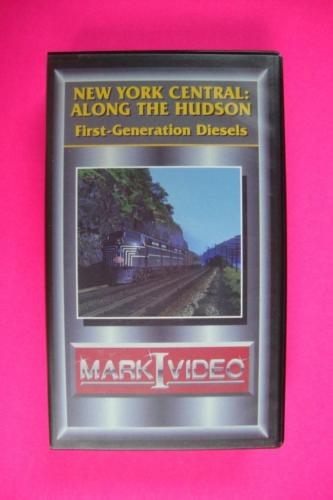 NEW YORK CENTRAL:
ALONG THE HUDSON
First-Generation Diesels
MARK I VIDEO